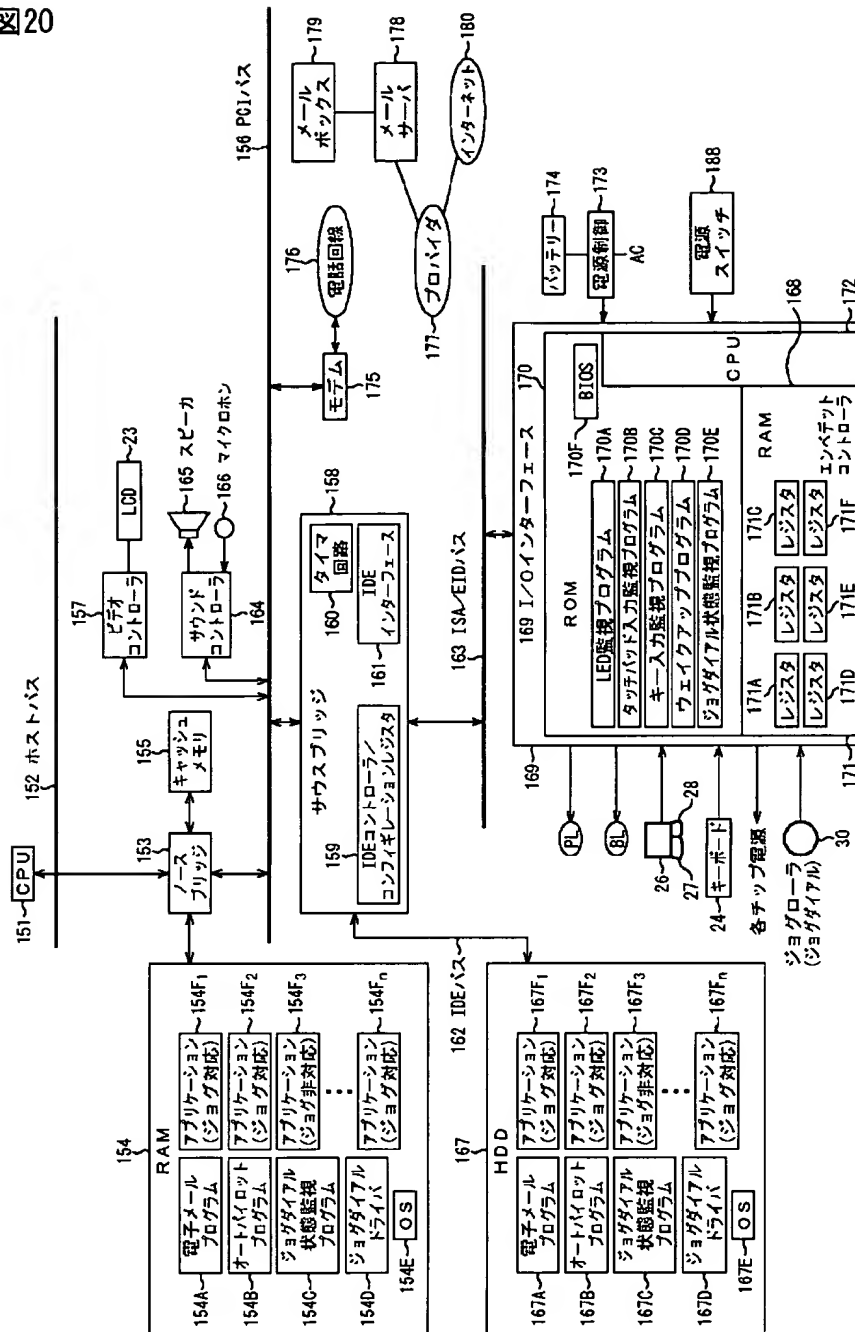 図20
151 CPU
152 ホストバス
153
ノース
ブリッジ
155
キャッシュ
メモリ
157
ビデオ
コントローラ
LCD
23
サウンド
コントローラ
164
165 スピーカ
166 マイクロホン
156 PCIバス
154
RAM
電子メール
プログラム
154A
オートパイロット
プログラム
154B
ジョグダイアル
状態監視
プログラム
154C
ジョグダイアル
ドライバ
154D
OS
154E
アプリケーション
(ジョグ対応)
154F1
アプリケーション
(ジョグ対応)
154F2
アプリケーション
(ジョグ非対応)
154F3
アプリケーション
(ジョグ対応)
154Fn
サウスブリッジ
158
159
IDEコントローラ/
コンフィギレーションレジスタ
160
タイマ
回路
IDE
インターフェース
161
モデム
175
電話回線
176
プロバイダ
177
メール
サーバ
178
メール
ボックス
179
インターネット
180
162 IDEバス
163 ISA/EIDバス
167
HDD
電子メール
プログラム
167A
オートパイロット
プログラム
167B
ジョグダイアル
状態監視
プログラム
167C
ジョグダイアル
ドライバ
167D
OS
167E
アプリケーション
(ジョグ対応)
167F1
アプリケーション
(ジョグ対応)
167F2
アプリケーション
(ジョグ非対応)
167F3
アプリケーション
(ジョグ対応)
167Fn
169
169 I/Oインターフェース
170
ROM
170F
BIOS
LED監視プログラム
170A
タッチパッド入力監視プログラム
170B
キー入力監視プログラム
170C
ウェイクアッププログラム
170D
ジョグダイアル状態監視プログラム
170E
CPU
172
168
RAM
171
171A
レジスタ
171B
レジスタ
171C
レジスタ
レジスタ
171D
レジスタ
171E
レジスタ
171F
エンベデット
コントローラ
バッテリー
174
電源制御
173
AC
電源
スイッチ
188
PL
BL
26
27
28
24
キーボード
各チップ電源
ジョグローラ
(ジョグダイアル)
30